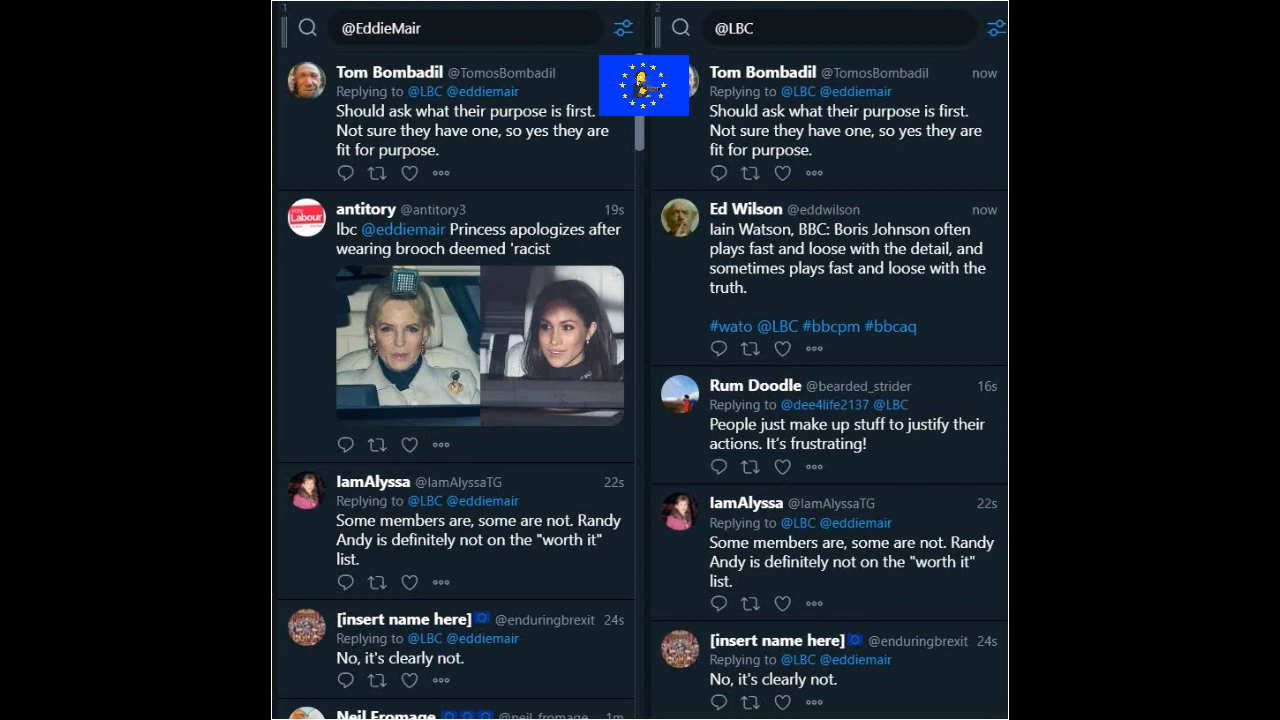 1
@EddieMair
Tom Bombadil @TomosBombadil
Replying to @LBC @eddiemair
Should ask what their purpose is first.
Not sure they have one, so yes they are
fit for purpose.
antitory @antitory3 19s
lbc @eddiemair Princess apologizes after
wearing brooch deemed 'racist
Labour
IamAlyssa @IamAlyssaTG 22s
Replying to @LBC @eddiemair
Some members are, some are not. Randy
Andy is definitely not on the "worth it"
list.
[insert name here] @enduringbrexit 24s
Replying to @LBC @eddiemair
No, it's clearly not.
Neil Fromage @neil_fromage 1m
2
@LBC
Tom Bombadil @TomosBombadil now
Replying to @LBC @eddiemair
Should ask what their purpose is first.
Not sure they have one, so yes they are
fit for purpose.
Ed Wilson @eddwilson now
Iain Watson, BBC: Boris Johnson often
plays fast and loose with the detail, and
sometimes plays fast and loose with the
truth.
#wato @LBC #bbcpm #bbcaq
Rum Doodle @bearded_strider 16s
Replying to @dee4life2137 @LBC
People just make up stuff to justify their
actions. It's frustrating!
IamAlyssa @IamAlyssaTG 22s
Replying to @LBC @eddiemair
Some members are, some are not. Randy
Andy is definitely not on the "worth it"
list.
[insert name here] @enduringbrexit 24s
Replying to @LBC @eddiemair
No, it's clearly not.